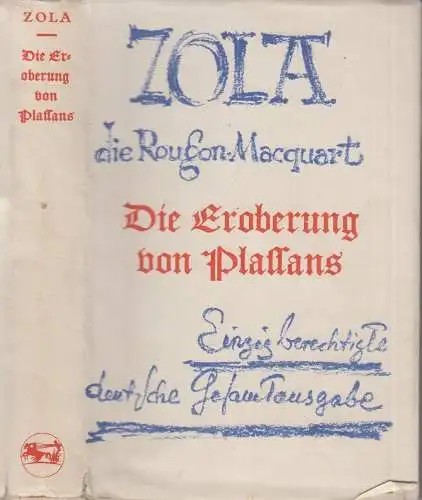 ZOLA
Die Er-
oberung
von
Plaſſans
ZOLA
die Rougon-Macquart
Die Eroberung
von Plaſſans
Einzig berechtigte
deutsche Gesamtausgabe